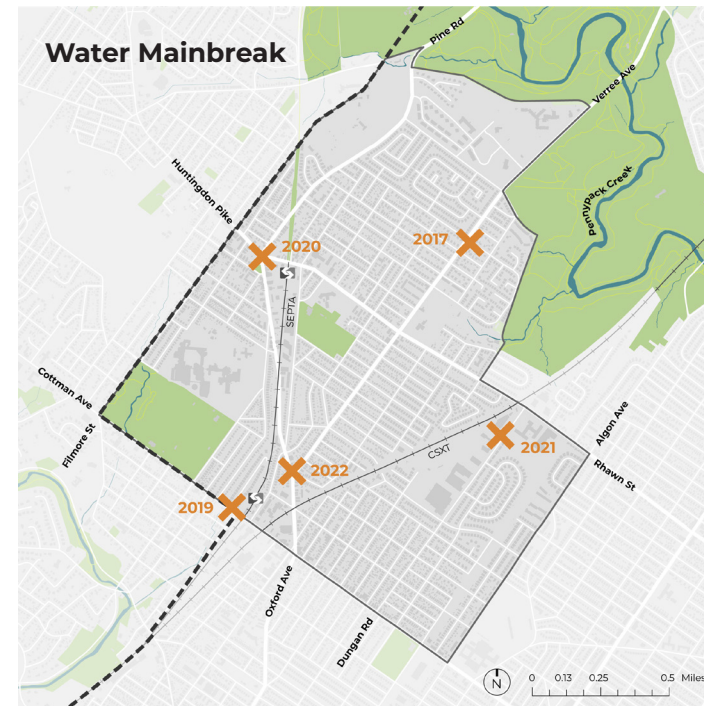 Water Mainbreak
Pine Rd
Verree Ave
Huntingdon Pike
Pennypack Creek
2020
2017
S
SEPTA
Cottman Ave
Filmore St
Algon Ave
CSXT
2021
Rhawn St
2022
S
2019
Oxford Ave
Dungan Rd
N
0 0.13 0.25 0.5 Miles